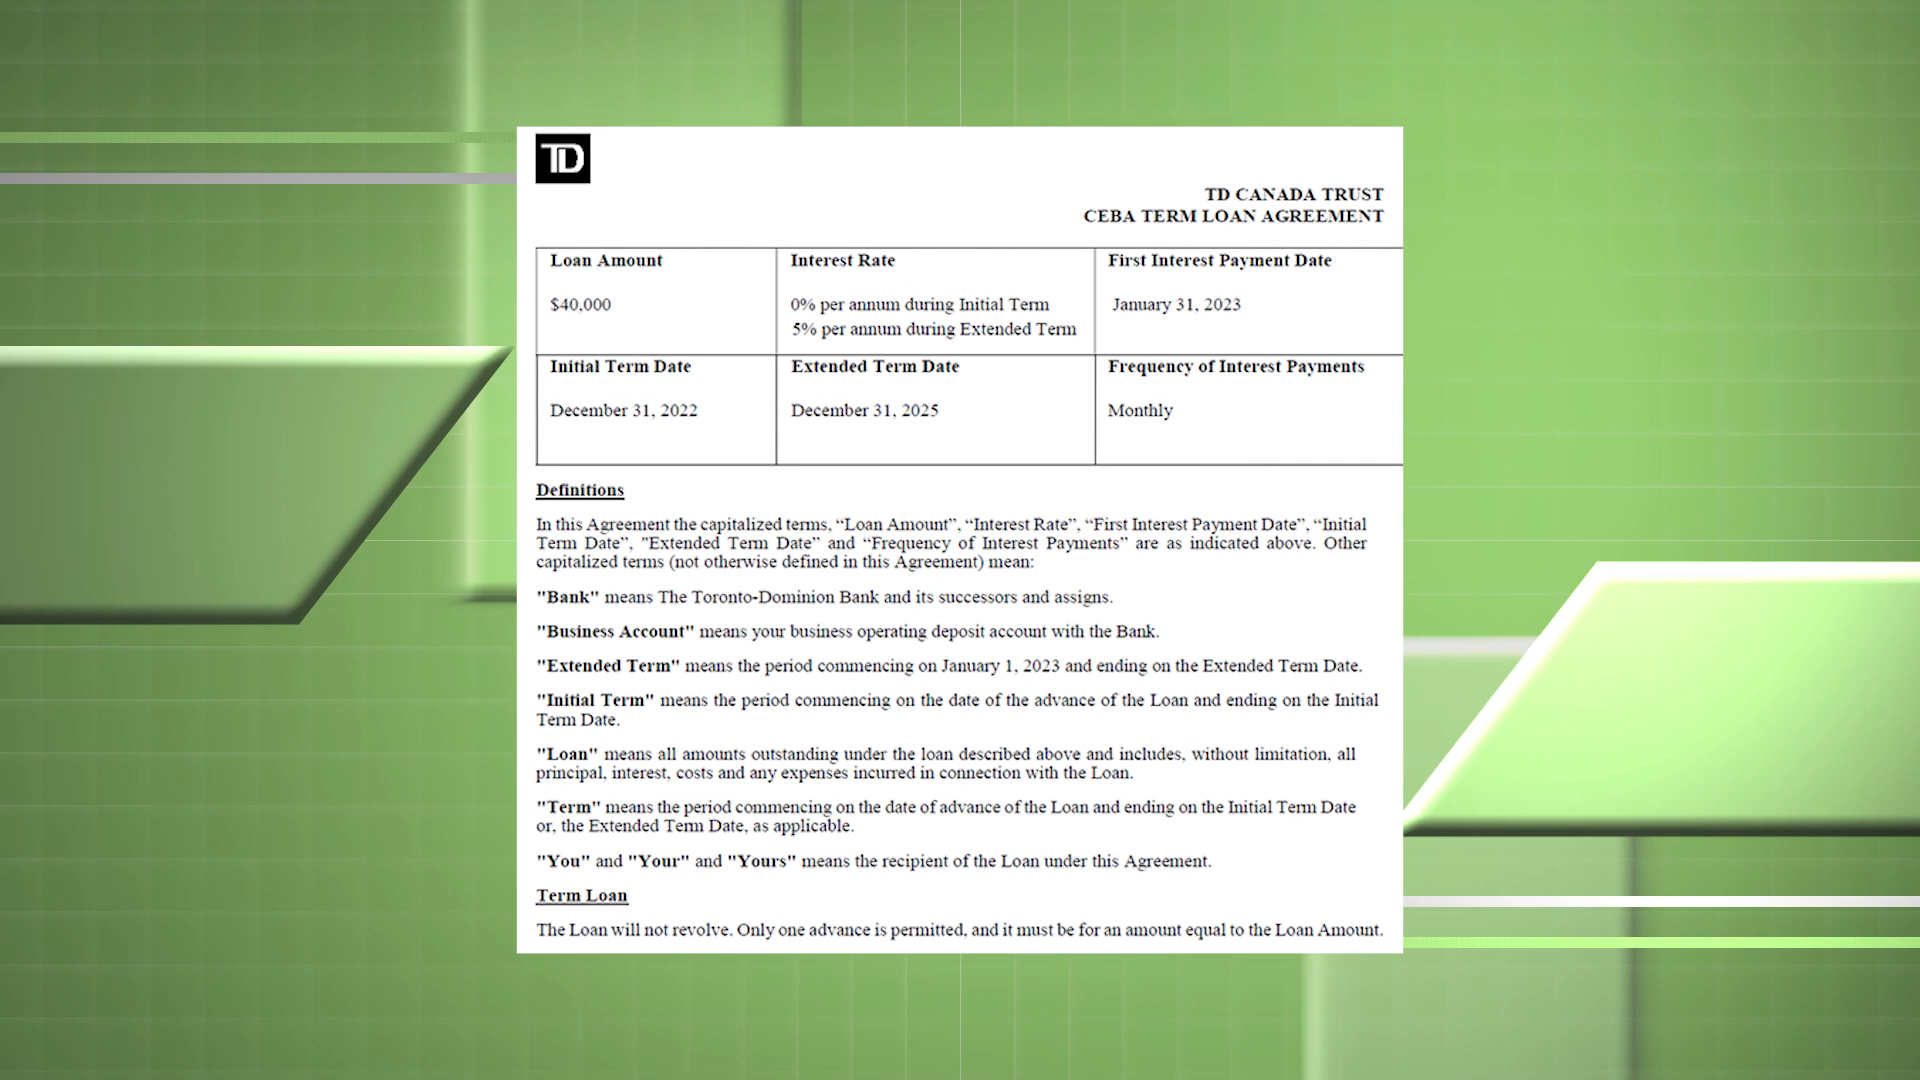 TD
TD CANADA TRUST
CEBA TERM LOAN AGREEMENT
Loan Amount
$40,000
Interest Rate
0% per annum during Initial Term
5% per annum during Extended Term
First Interest Payment Date
January 31, 2023
Initial Term Date
December 31, 2022
Extended Term Date
December 31, 2025
Frequency of Interest Payments
Monthly
Definitions
In this Agreement the capitalized terms, “Loan Amount”, “Interest Rate”, “First Interest Payment Date”, “Initial
Term Date”, "Extended Term Date” and “Frequency of Interest Payments” are as indicated above. Other
capitalized terms (not otherwise defined in this Agreement) mean:
"Bank" means The Toronto-Dominion Bank and its successors and assigns.
"Business Account" means your business operating deposit account with the Bank.
"Extended Term" means the period commencing on January 1, 2023 and ending on the Extended Term Date.
"Initial Term" means the period commencing on the date of the advance of the Loan and ending on the Initial
Term Date.
"Loan" means all amounts outstanding under the loan described above and includes, without limitation, all
principal, interest, costs and any expenses incurred in connection with the Loan.
"Term" means the period commencing on the date of advance of the Loan and ending on the Initial Term Date
or, the Extended Term Date, as applicable.
"You" and "Your" and "Yours" means the recipient of the Loan under this Agreement.
Term Loan
The Loan will not revolve. Only one advance is permitted, and it must be for an amount equal to the Loan Amount.